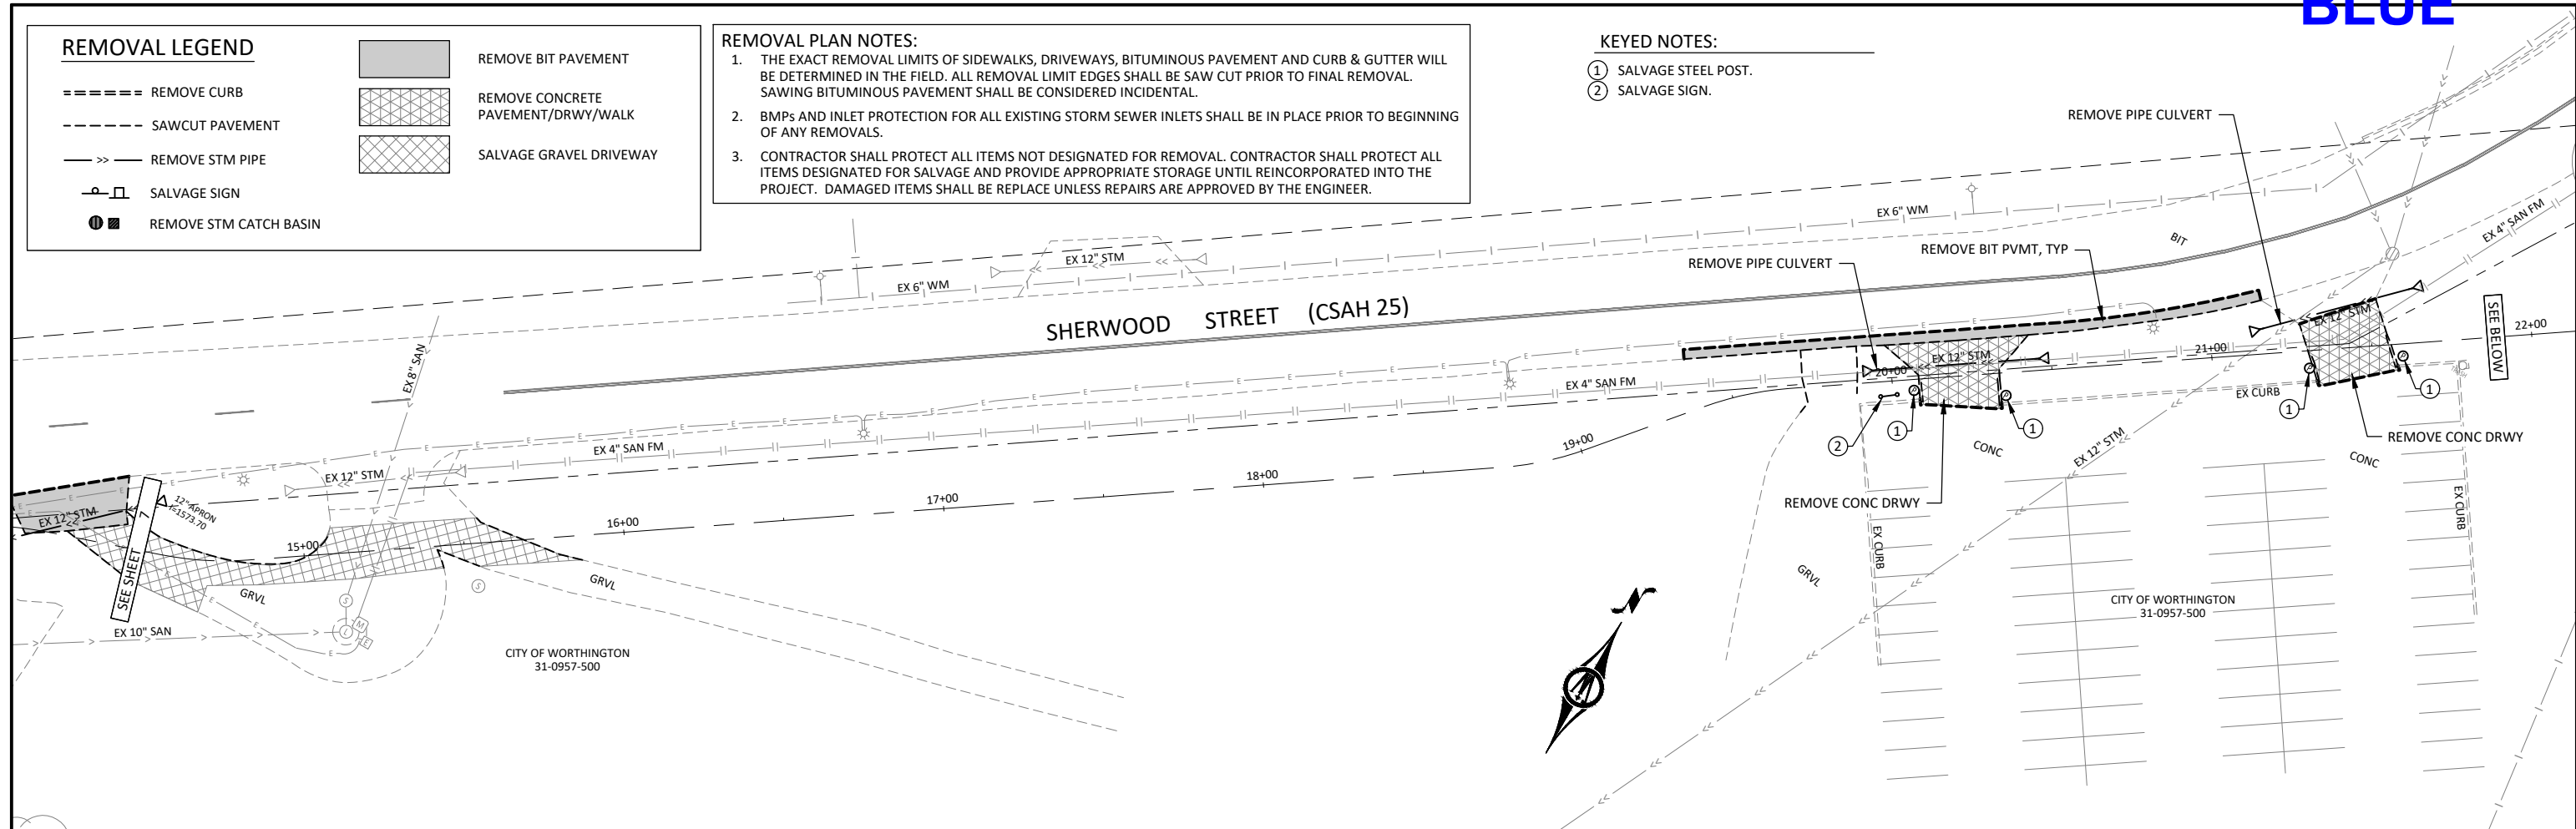 BLUE
REMOVAL LEGEND
REMOVE CURB
SAWCUT PAVEMENT
>> REMOVE STM PIPE
SALVAGE SIGN
REMOVE STM CATCH BASIN
REMOVE BIT PAVEMENT
REMOVE CONCRETE
PAVEMENT/DRWY/WALK
SALVAGE GRAVEL DRIVEWAY
REMOVAL PLAN NOTES:
1. THE EXACT REMOVAL LIMITS OF SIDEWALKS, DRIVEWAYS, BITUMINOUS PAVEMENT AND CURB & GUTTER WILL
BE DETERMINED IN THE FIELD. ALL REMOVAL LIMIT EDGES SHALL BE SAW CUT PRIOR TO FINAL REMOVAL.
SAWING BITUMINOUS PAVEMENT SHALL BE CONSIDERED INCIDENTAL.
2. BMPs AND INLET PROTECTION FOR ALL EXISTING STORM SEWER INLETS SHALL BE IN PLACE PRIOR TO BEGINNING
OF ANY REMOVALS.
3. CONTRACTOR SHALL PROTECT ALL ITEMS NOT DESIGNATED FOR REMOVAL. CONTRACTOR SHALL PROTECT ALL
ITEMS DESIGNATED FOR SALVAGE AND PROVIDE APPROPRIATE STORAGE UNTIL REINCORPORATED INTO THE
PROJECT. DAMAGED ITEMS SHALL BE REPLACE UNLESS REPAIRS ARE APPROVED BY THE ENGINEER.
KEYED NOTES:
1 SALVAGE STEEL POST.
2 SALVAGE SIGN.
REMOVE PIPE CULVERT
EX 6" WM
EX 4" SAN FM
BIT
REMOVE BIT PVMT, TYP
REMOVE PIPE CULVERT
EX 12" STM
EX 6" WM
SHERWOOD STREET (CSAH 25)
EX 12" STM
SEE BELOW
22+00
21+00
EX 12" STM
20+00
EX 8" SAN
EX 4" SAN FM
EX CURB
1
1
1
1
2
REMOVE CONC DRWY
CONC
CONC
EX 12" STM
19+00
EX 4" SAN FM
18+00
17+00
16+00
15+00
EX 12" STM
12" APRON
I=1573.70
EX 12" STM
SEE SHEET 7
REMOVE CONC DRWY
EX CURB
EX CURB
GRVL
GRVL
GRVL
S
S
L
M
E
EX 10" SAN
CITY OF WORTHINGTON
31-0957-500
CITY OF WORTHINGTON
31-0957-500
N